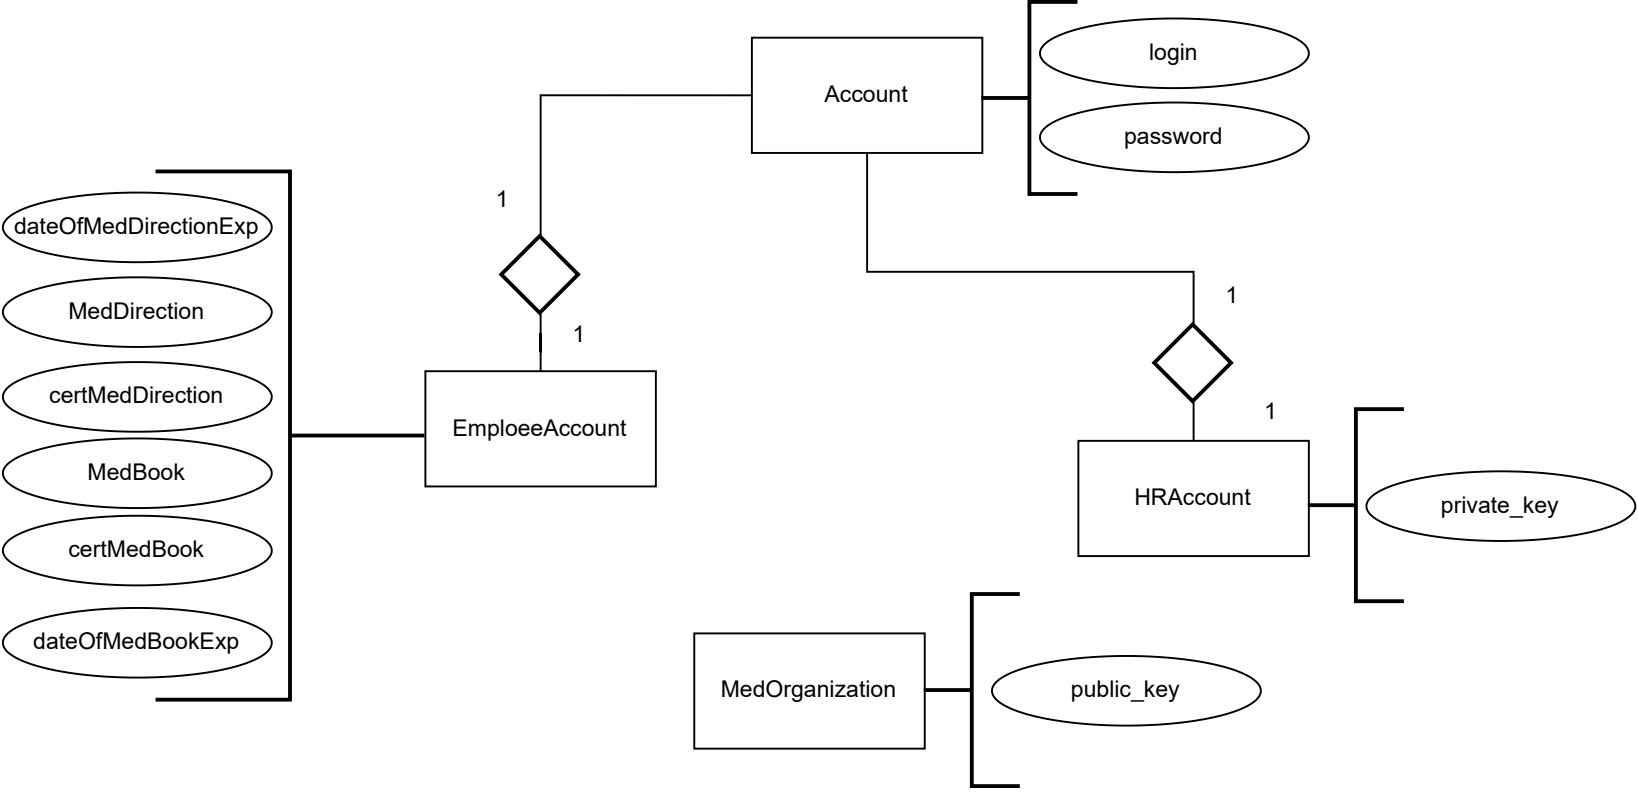 login
Account
password
1
dateOfMedDirectionExp
1
MedDirection
1
certMedDirection
1
EmploeeAccount
MedBook
HRAccount
private_key
certMedBook
dateOfMedBookExp
MedOrganization
public_key